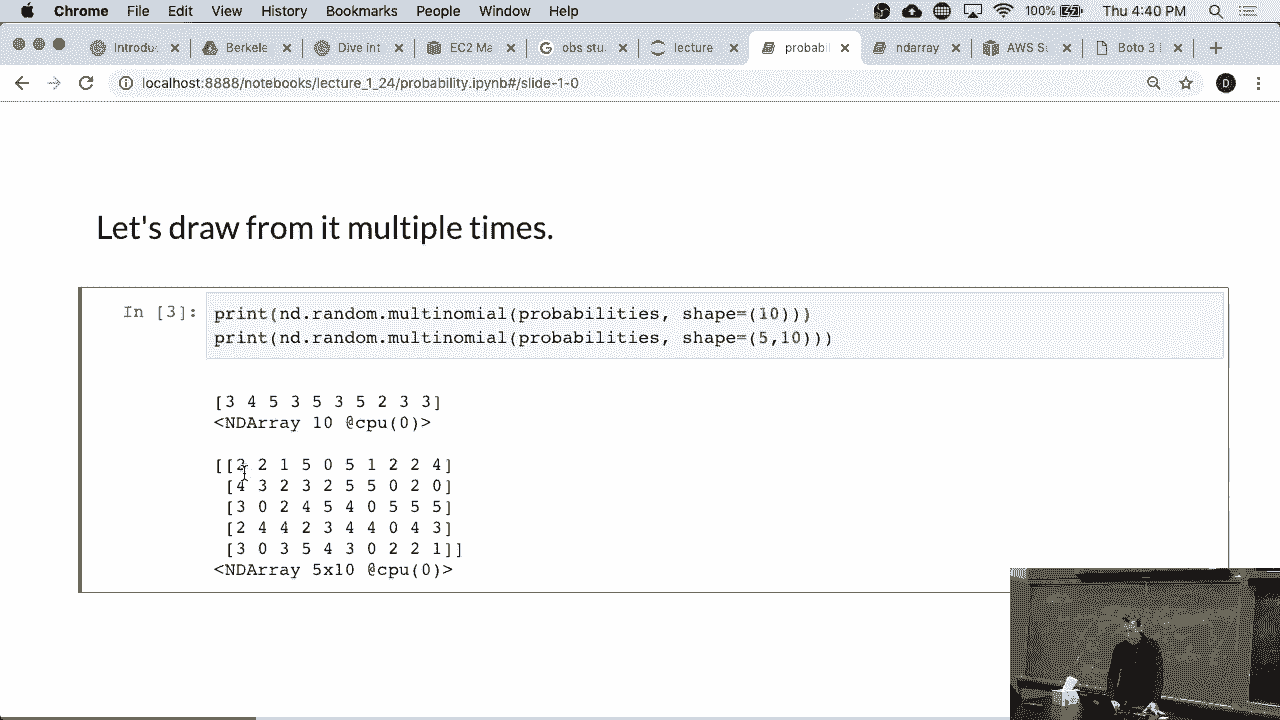 Chrome File Edit View History Bookmarks People Window Help 100% Thu 4:40 PM
Introdu Berkele Dive int EC2 Ma obs stu lecture probabil ndarray AWS S Boto 3
localhost:8888/notebooks/lecture_1_24/probability.ipynb#/slide-1-0 D
Let's draw from it multiple times.
In [3]: print(nd.random.multinomial(probabilities, shape=(10)))
print(nd.random.multinomial(probabilities, shape=(5,10)))
[3 4 5 3 5 3 5 2 3 3]
<NDArray 10 @cpu(0)>
[[2 2 1 5 0 5 1 2 2 4]
[4 3 2 3 2 5 5 0 2 0]
[3 0 2 4 5 4 0 5 5 5]
[2 4 4 2 3 4 4 0 4 3]
[3 0 3 5 4 3 0 2 2 1]]
<NDArray 5x10 @cpu(0)>